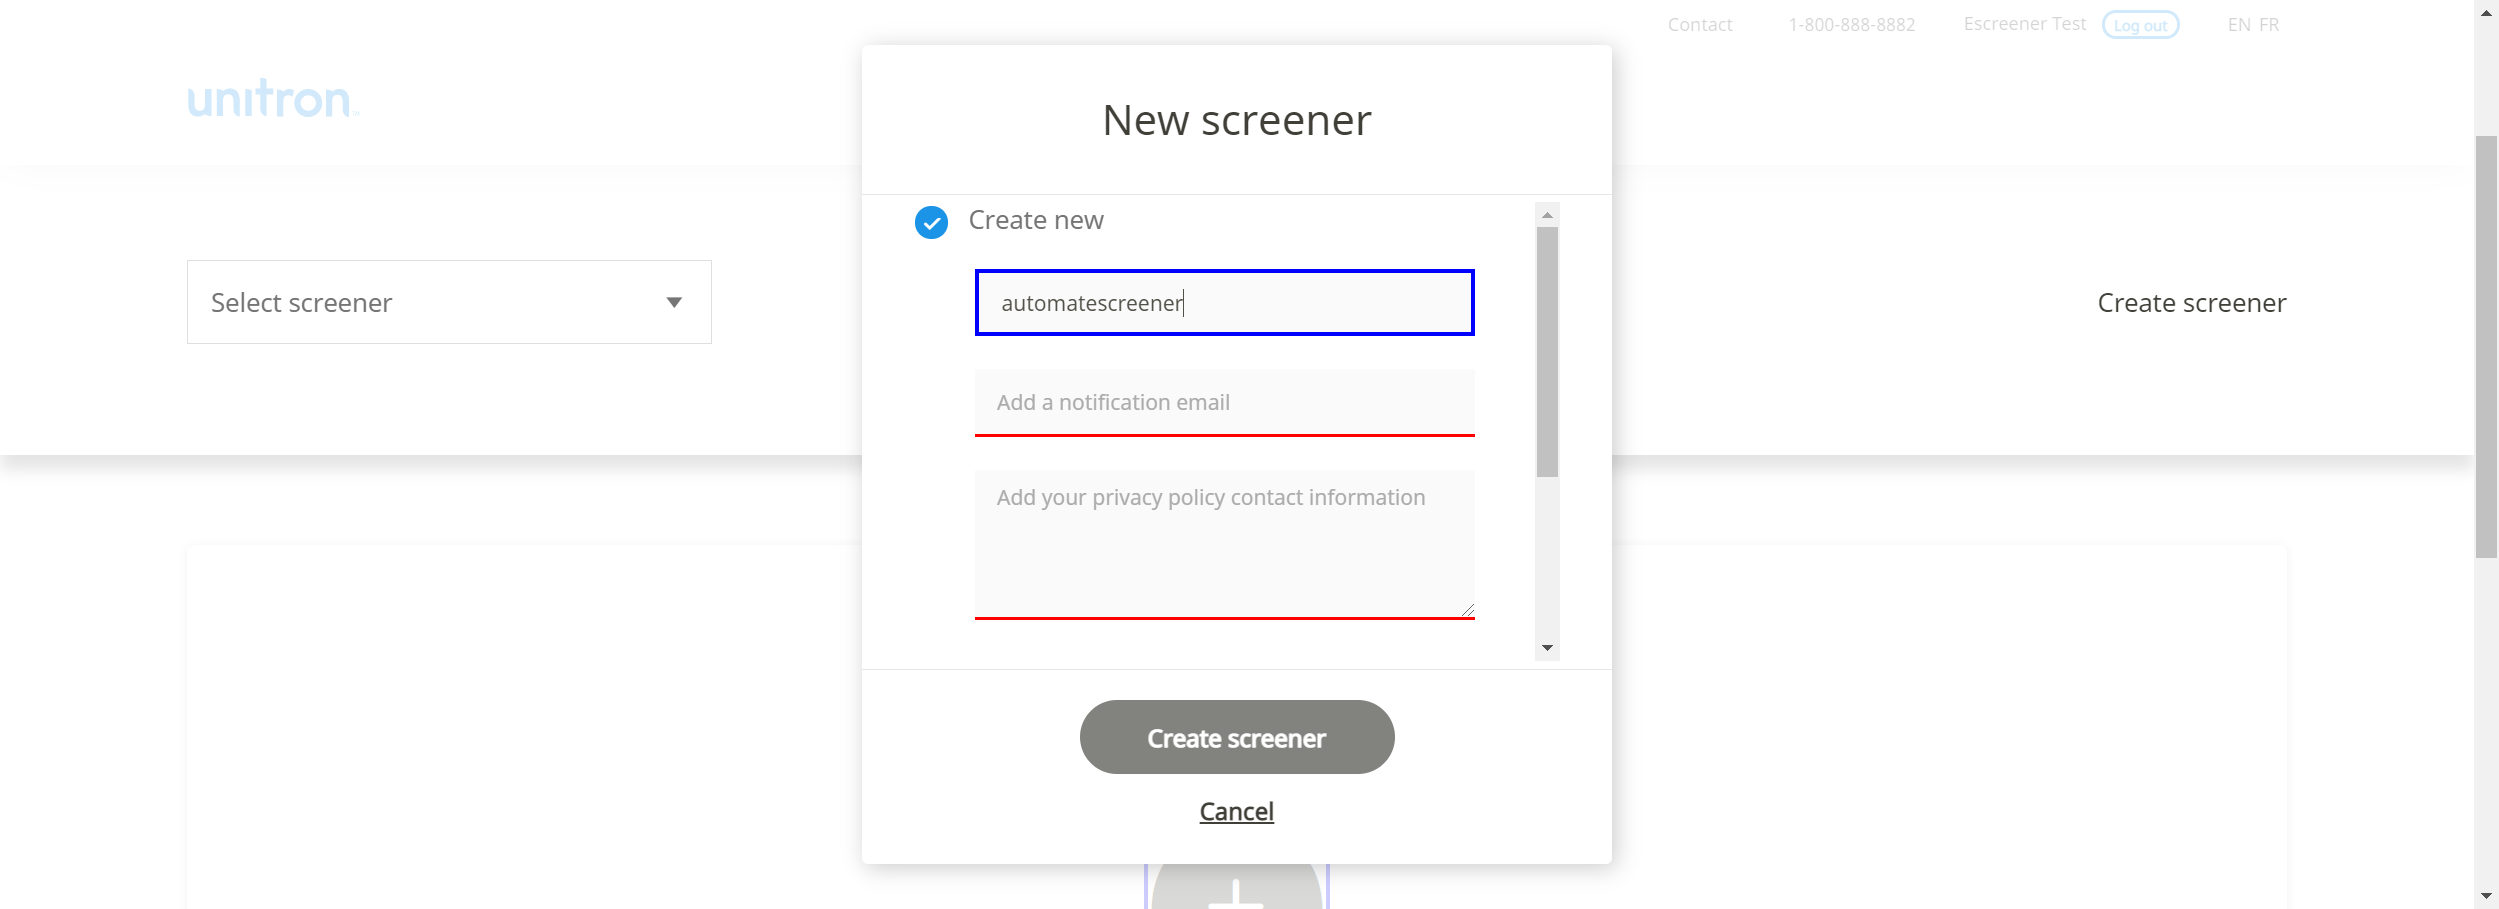 Contact 1-800-888-8882 Escreener Test Log out EN FR
unitron
New screener
Create new
Select screener
automatescreener
Create screener
Add a notification email
Add your privacy policy contact information
Create screener
Cancel